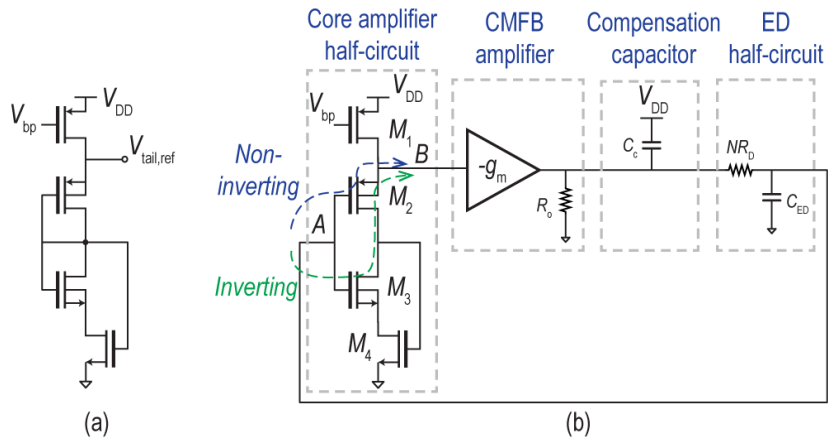 Core amplifier
half-circuit
CMFB
amplifier
Compensation
capacitor
ED
half-circuit
V_DD
V_bp
V_tail,ref
(a)
V_DD
V_bp
M_1
B
Non-
inverting
M_2
A
Inverting
M_3
M_4
-g_m
R_o
V_DD
C_c
NR_D
C_ED
(b)